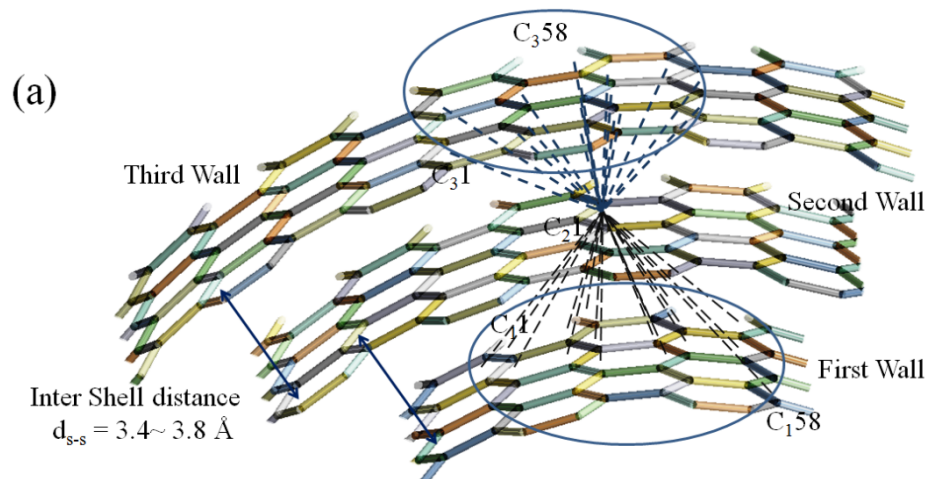 (a)
C₃58
Third Wall
C₃1
Second Wall
C₂1
C₁1
First Wall
Inter Shell distance
dₛ₋ₛ = 3.4~ 3.8 Å
C₁58